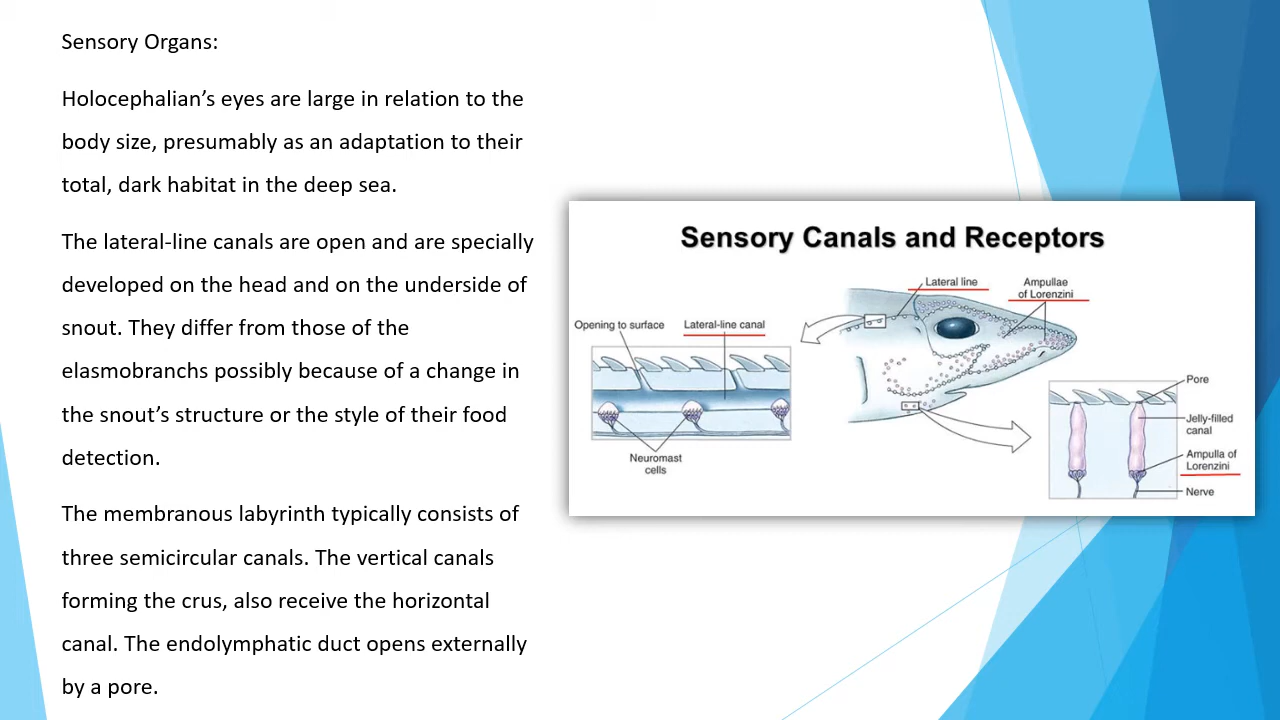 Sensory Organs:
Holocephalian’s eyes are large in relation to the
body size, presumably as an adaptation to their
total, dark habitat in the deep sea.
The lateral-line canals are open and are specially
developed on the head and on the underside of
snout. They differ from those of the
elasmobranchs possibly because of a change in
the snout’s structure or the style of their food
detection.
The membranous labyrinth typically consists of
three semicircular canals. The vertical canals
forming the crus, also receive the horizontal
canal. The endolymphatic duct opens externally
by a pore.
Sensory Canals and Receptors
Lateral line
Ampullae
of Lorenzini
Opening to surface
Lateral-line canal
Neuromast
cells
Pore
Jelly-filled
canal
Ampulla of
Lorenzini
Nerve